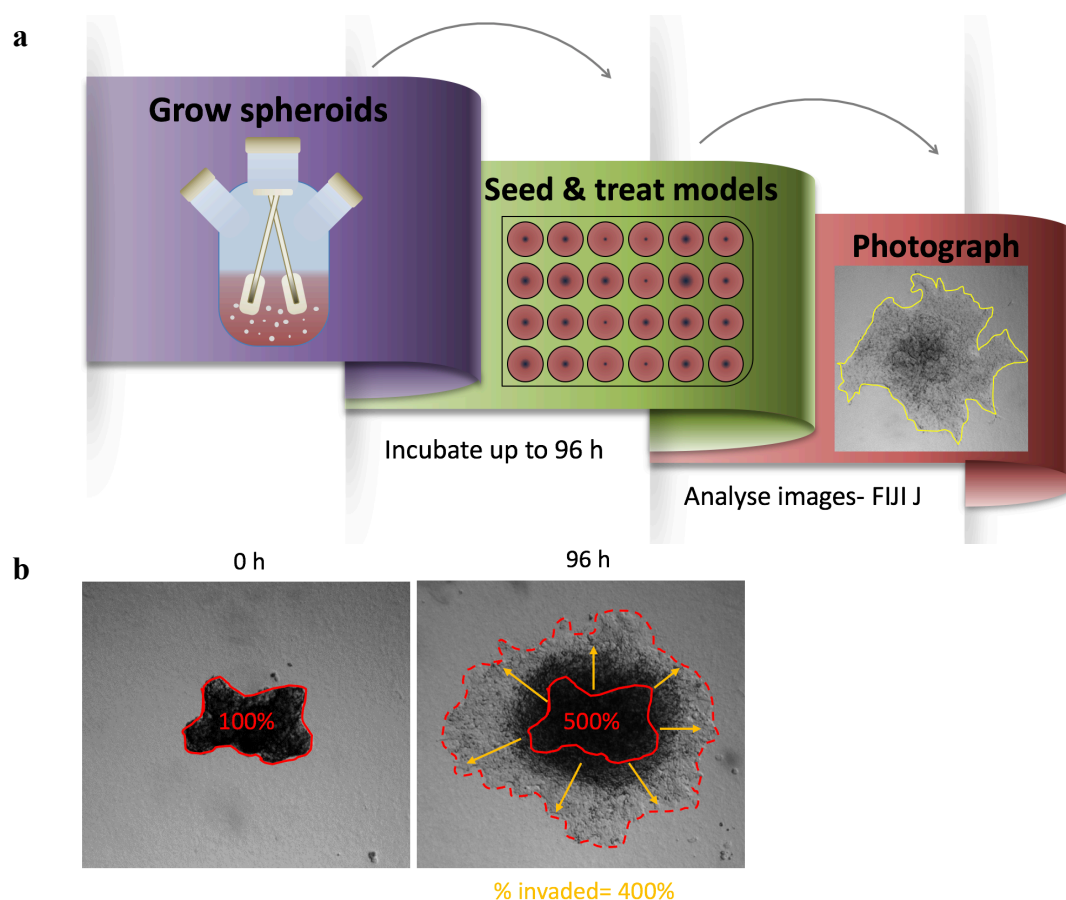 a
Grow spheroids
Seed & treat models
Photograph
Incubate up to 96 h
Analyse images- FIJI J
b
0 h
96 h
100%
500%
% invaded= 400%